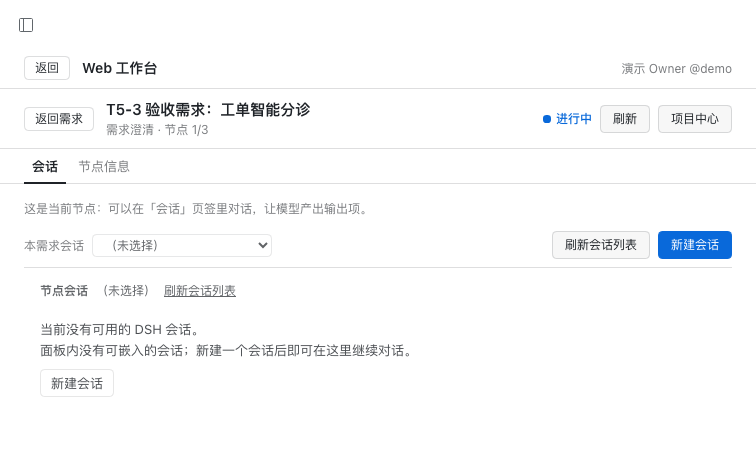 返回 Web 工作台 演示 Owner @demo
返回需求 T5-3 验收需求：工单智能分诊 进行中 刷新 项目中心
需求澄清 · 节点 1/3
会话 节点信息
这是当前节点：可以在「会话」页签里对话，让模型产出输出项。
本需求会话 （未选择） 刷新会话列表 新建会话
节点会话 （未选择） 刷新会话列表
当前没有可用的 DSH 会话。
面板内没有可嵌入的会话；新建一个会话后即可在这里继续对话。
新建会话